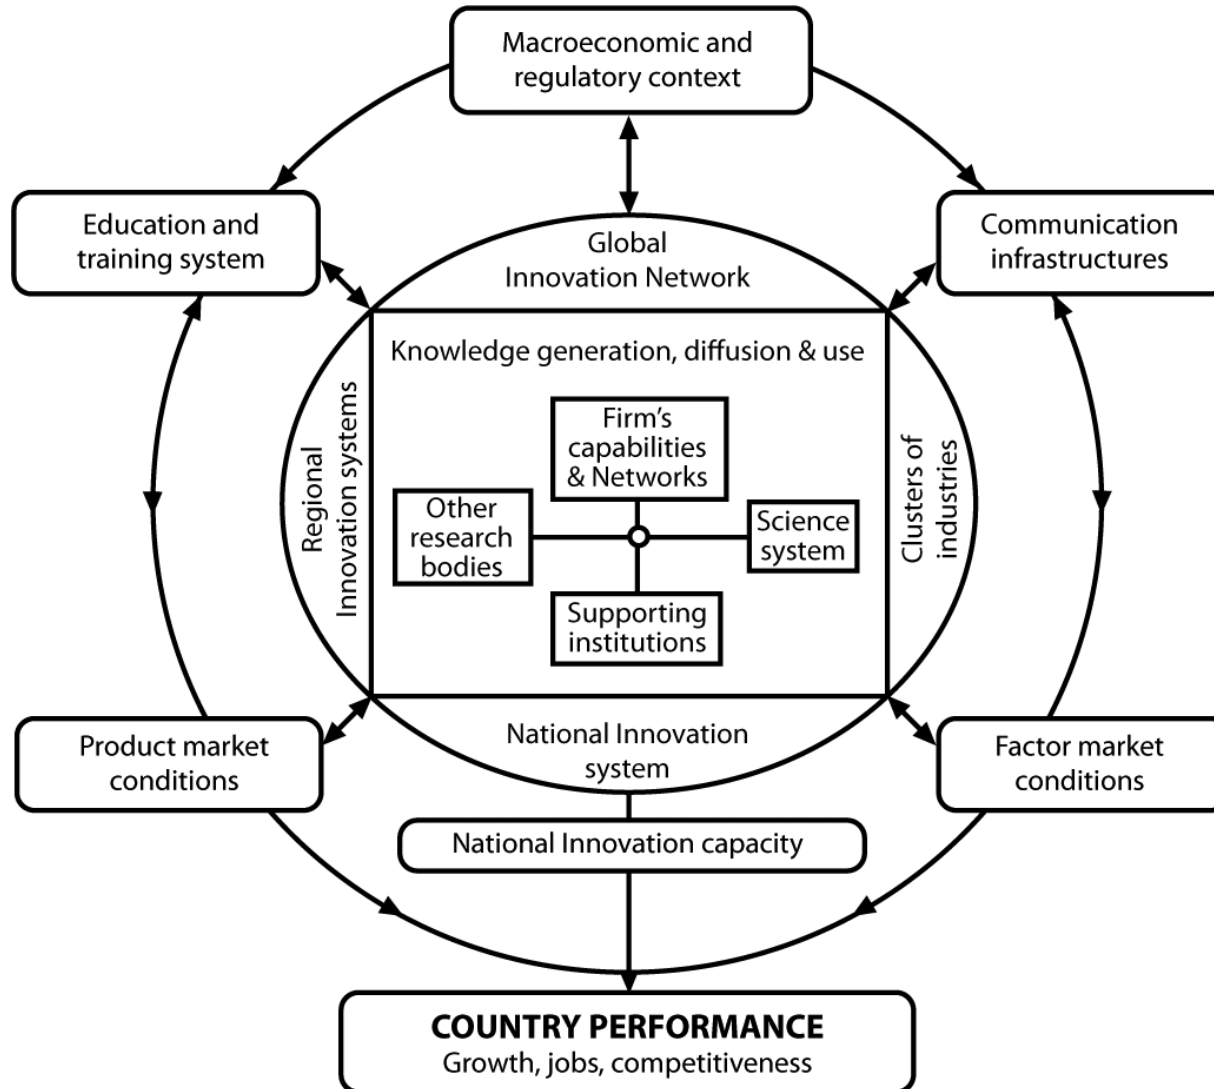 Macroeconomic and
regulatory context
Education and
training system
Communication
infrastructures
Global
Innovation Network
Knowledge generation, diffusion & use
Regional
Innovation systems
Firm's
capabilities
& Networks
Other
research
bodies
Science
system
Supporting
institutions
Clusters of
industries
National Innovation
system
Product market
conditions
Factor market
conditions
National Innovation capacity
COUNTRY PERFORMANCE
Growth, jobs, competitiveness